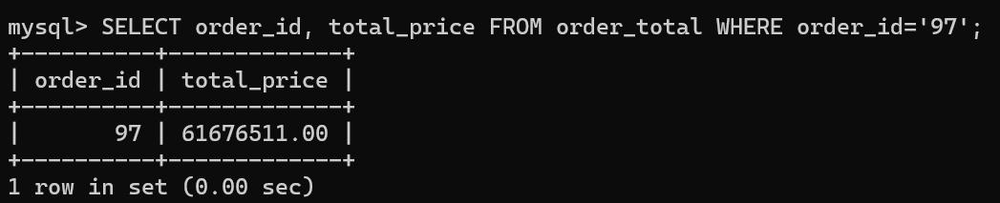 mysql> SELECT order_id, total_price FROM order_total WHERE order_id='97';
+----------+-------------+
| order_id | total_price |
+----------+-------------+
|       97 | 61676511.00 |
+----------+-------------+
1 row in set (0.00 sec)